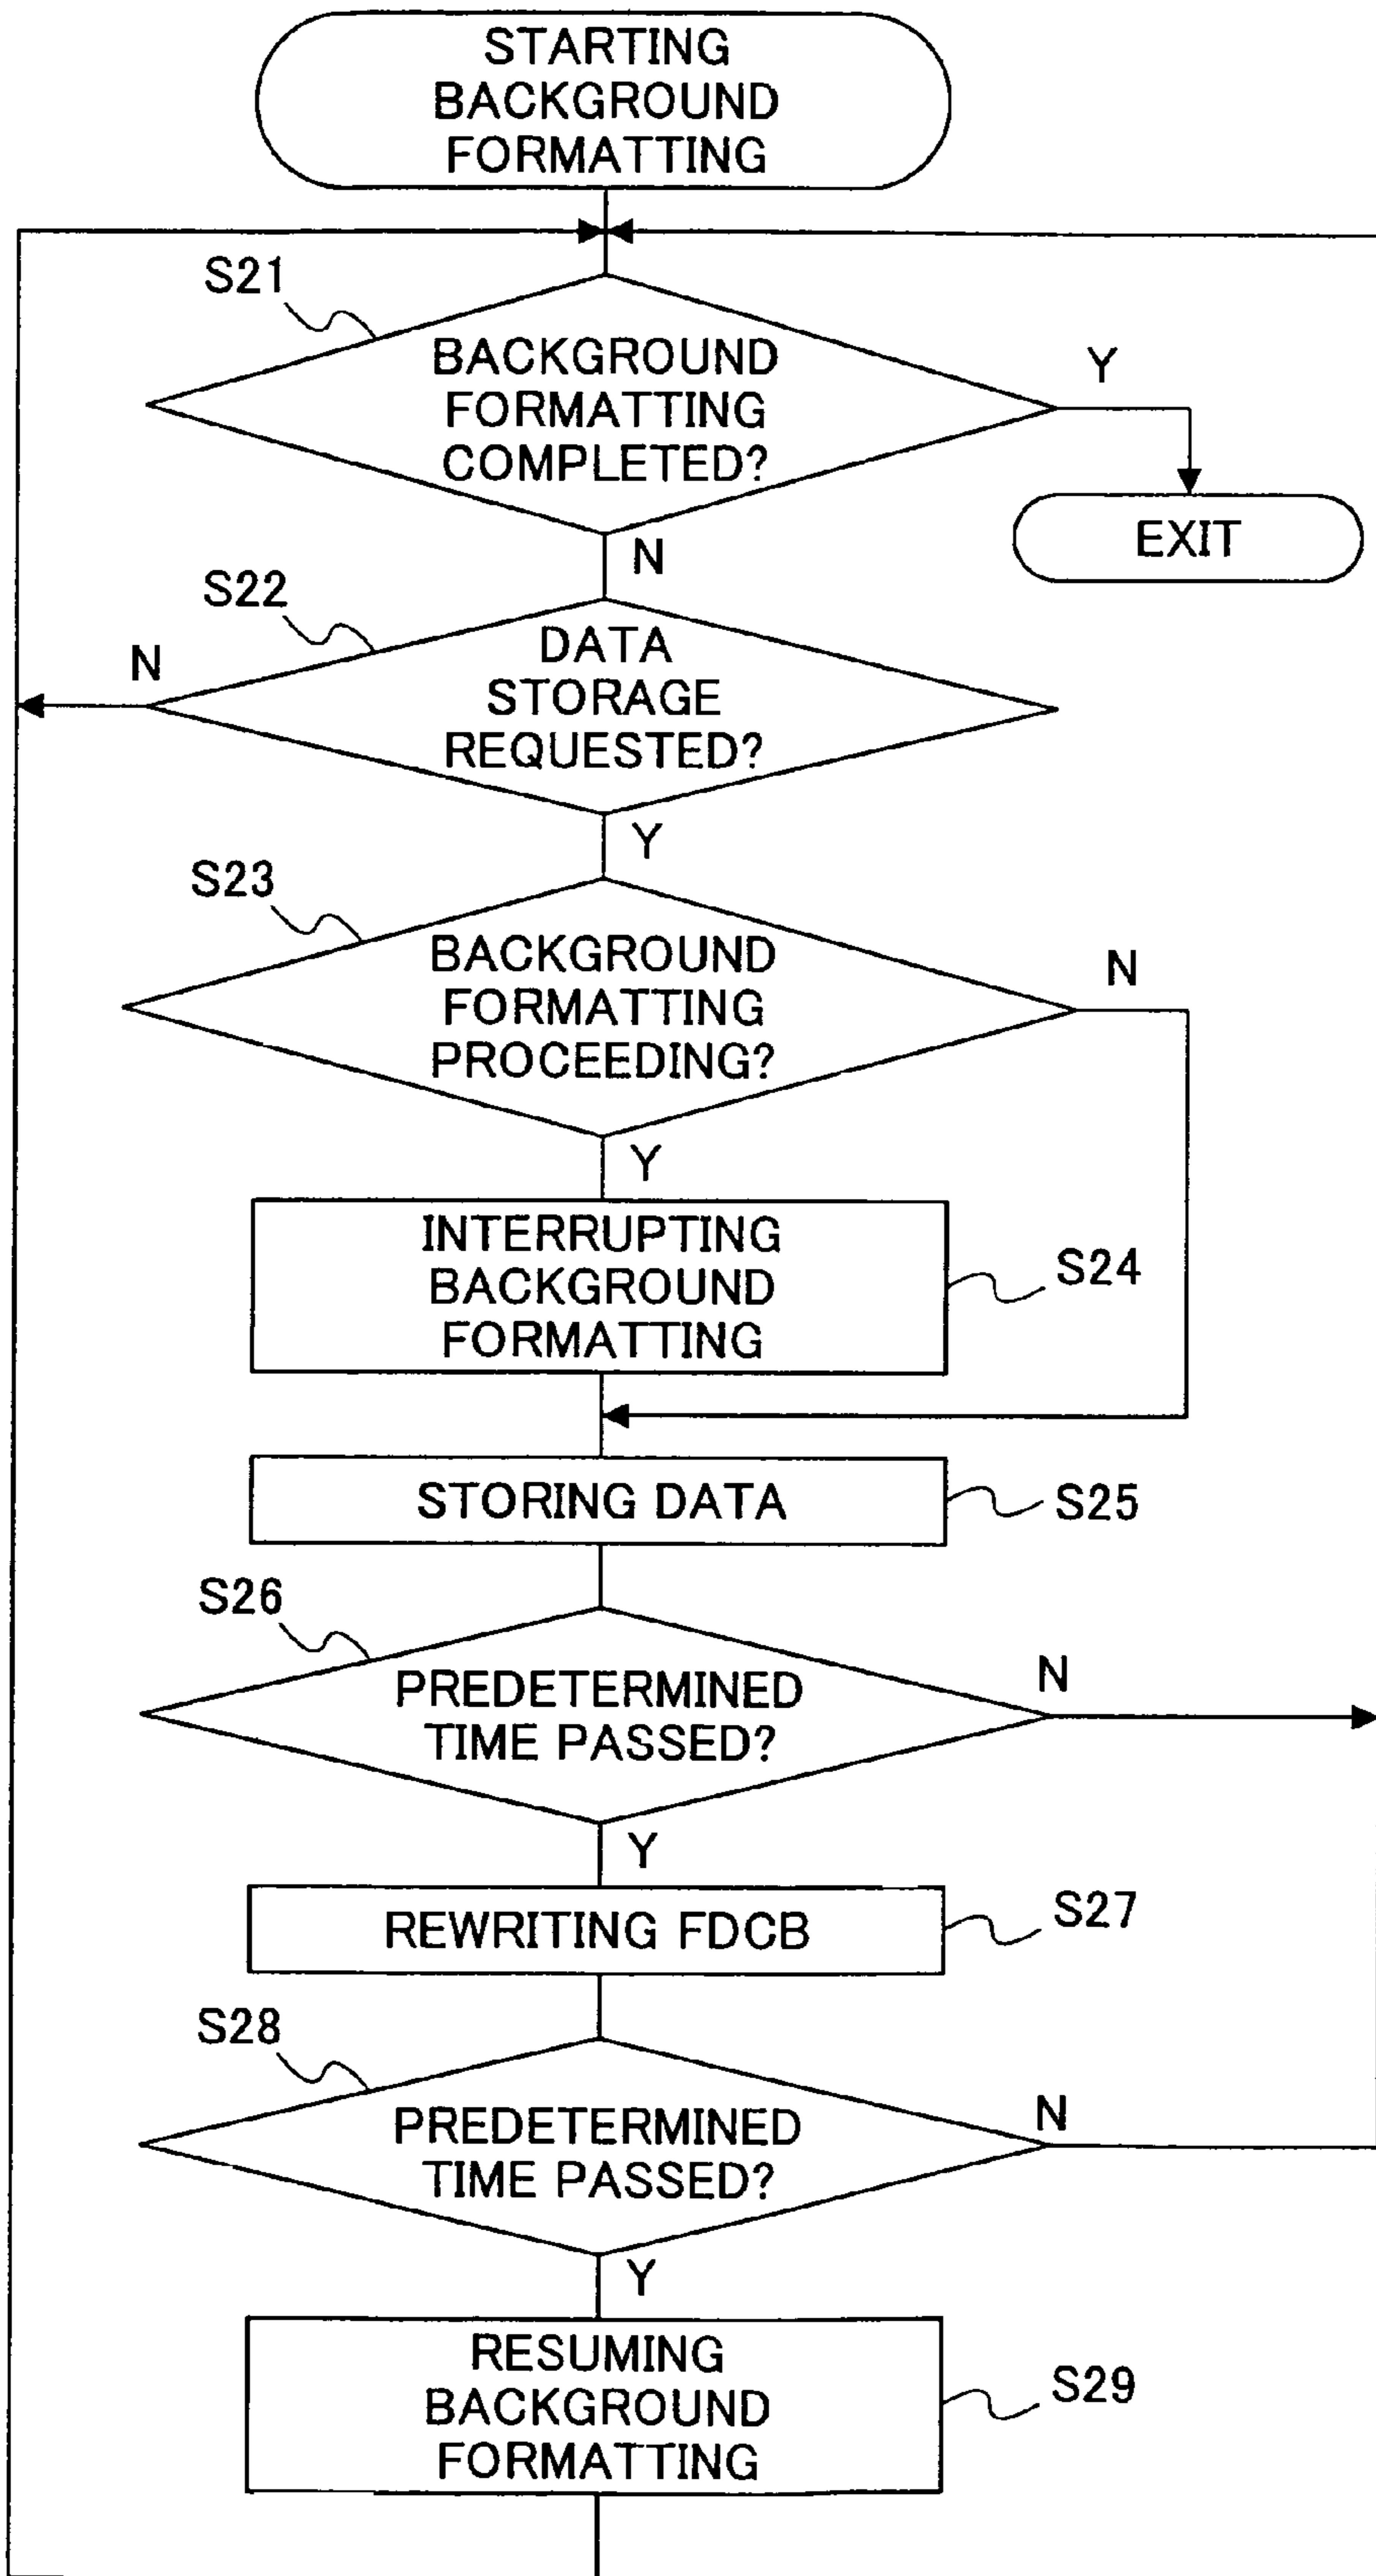 STARTING
BACKGROUND
FORMATTING
S21
BACKGROUND
FORMATTING
COMPLETED?
Y
EXIT
N
S22
N
DATA
STORAGE
REQUESTED?
Y
S23
BACKGROUND
FORMATTING
PROCEEDING?
N
Y
INTERRUPTING
BACKGROUND
FORMATTING
S24
STORING DATA
S25
S26
PREDETERMINED
TIME PASSED?
N
Y
REWRITING FDCB
S27
S28
PREDETERMINED
TIME PASSED?
N
Y
RESUMING
BACKGROUND
FORMATTING
S29